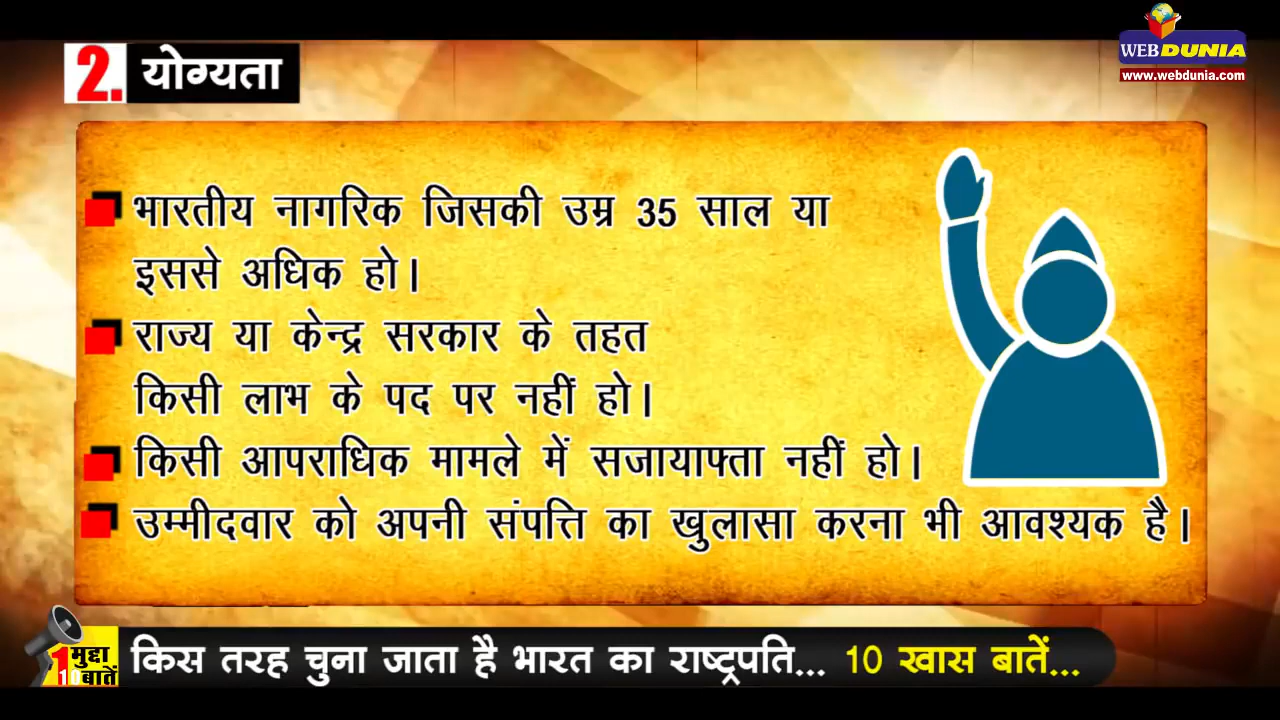 2. योग्यता
WEBDUNIA
www.webdunia.com
भारतीय नागरिक जिसकी उम्र 35 साल या
इससे अधिक हो।
राज्य या केन्द्र सरकार के तहत
किसी लाभ के पद पर नहीं हो।
किसी आपराधिक मामले में सजायाफ्ता नहीं हो।
उम्मीदवार को अपनी संपत्ति का खुलासा करना भी आवश्यक है।
1 मुद्दा
10 बातें
किस तरह चुना जाता है भारत का राष्ट्रपति... 10 खास बातें...